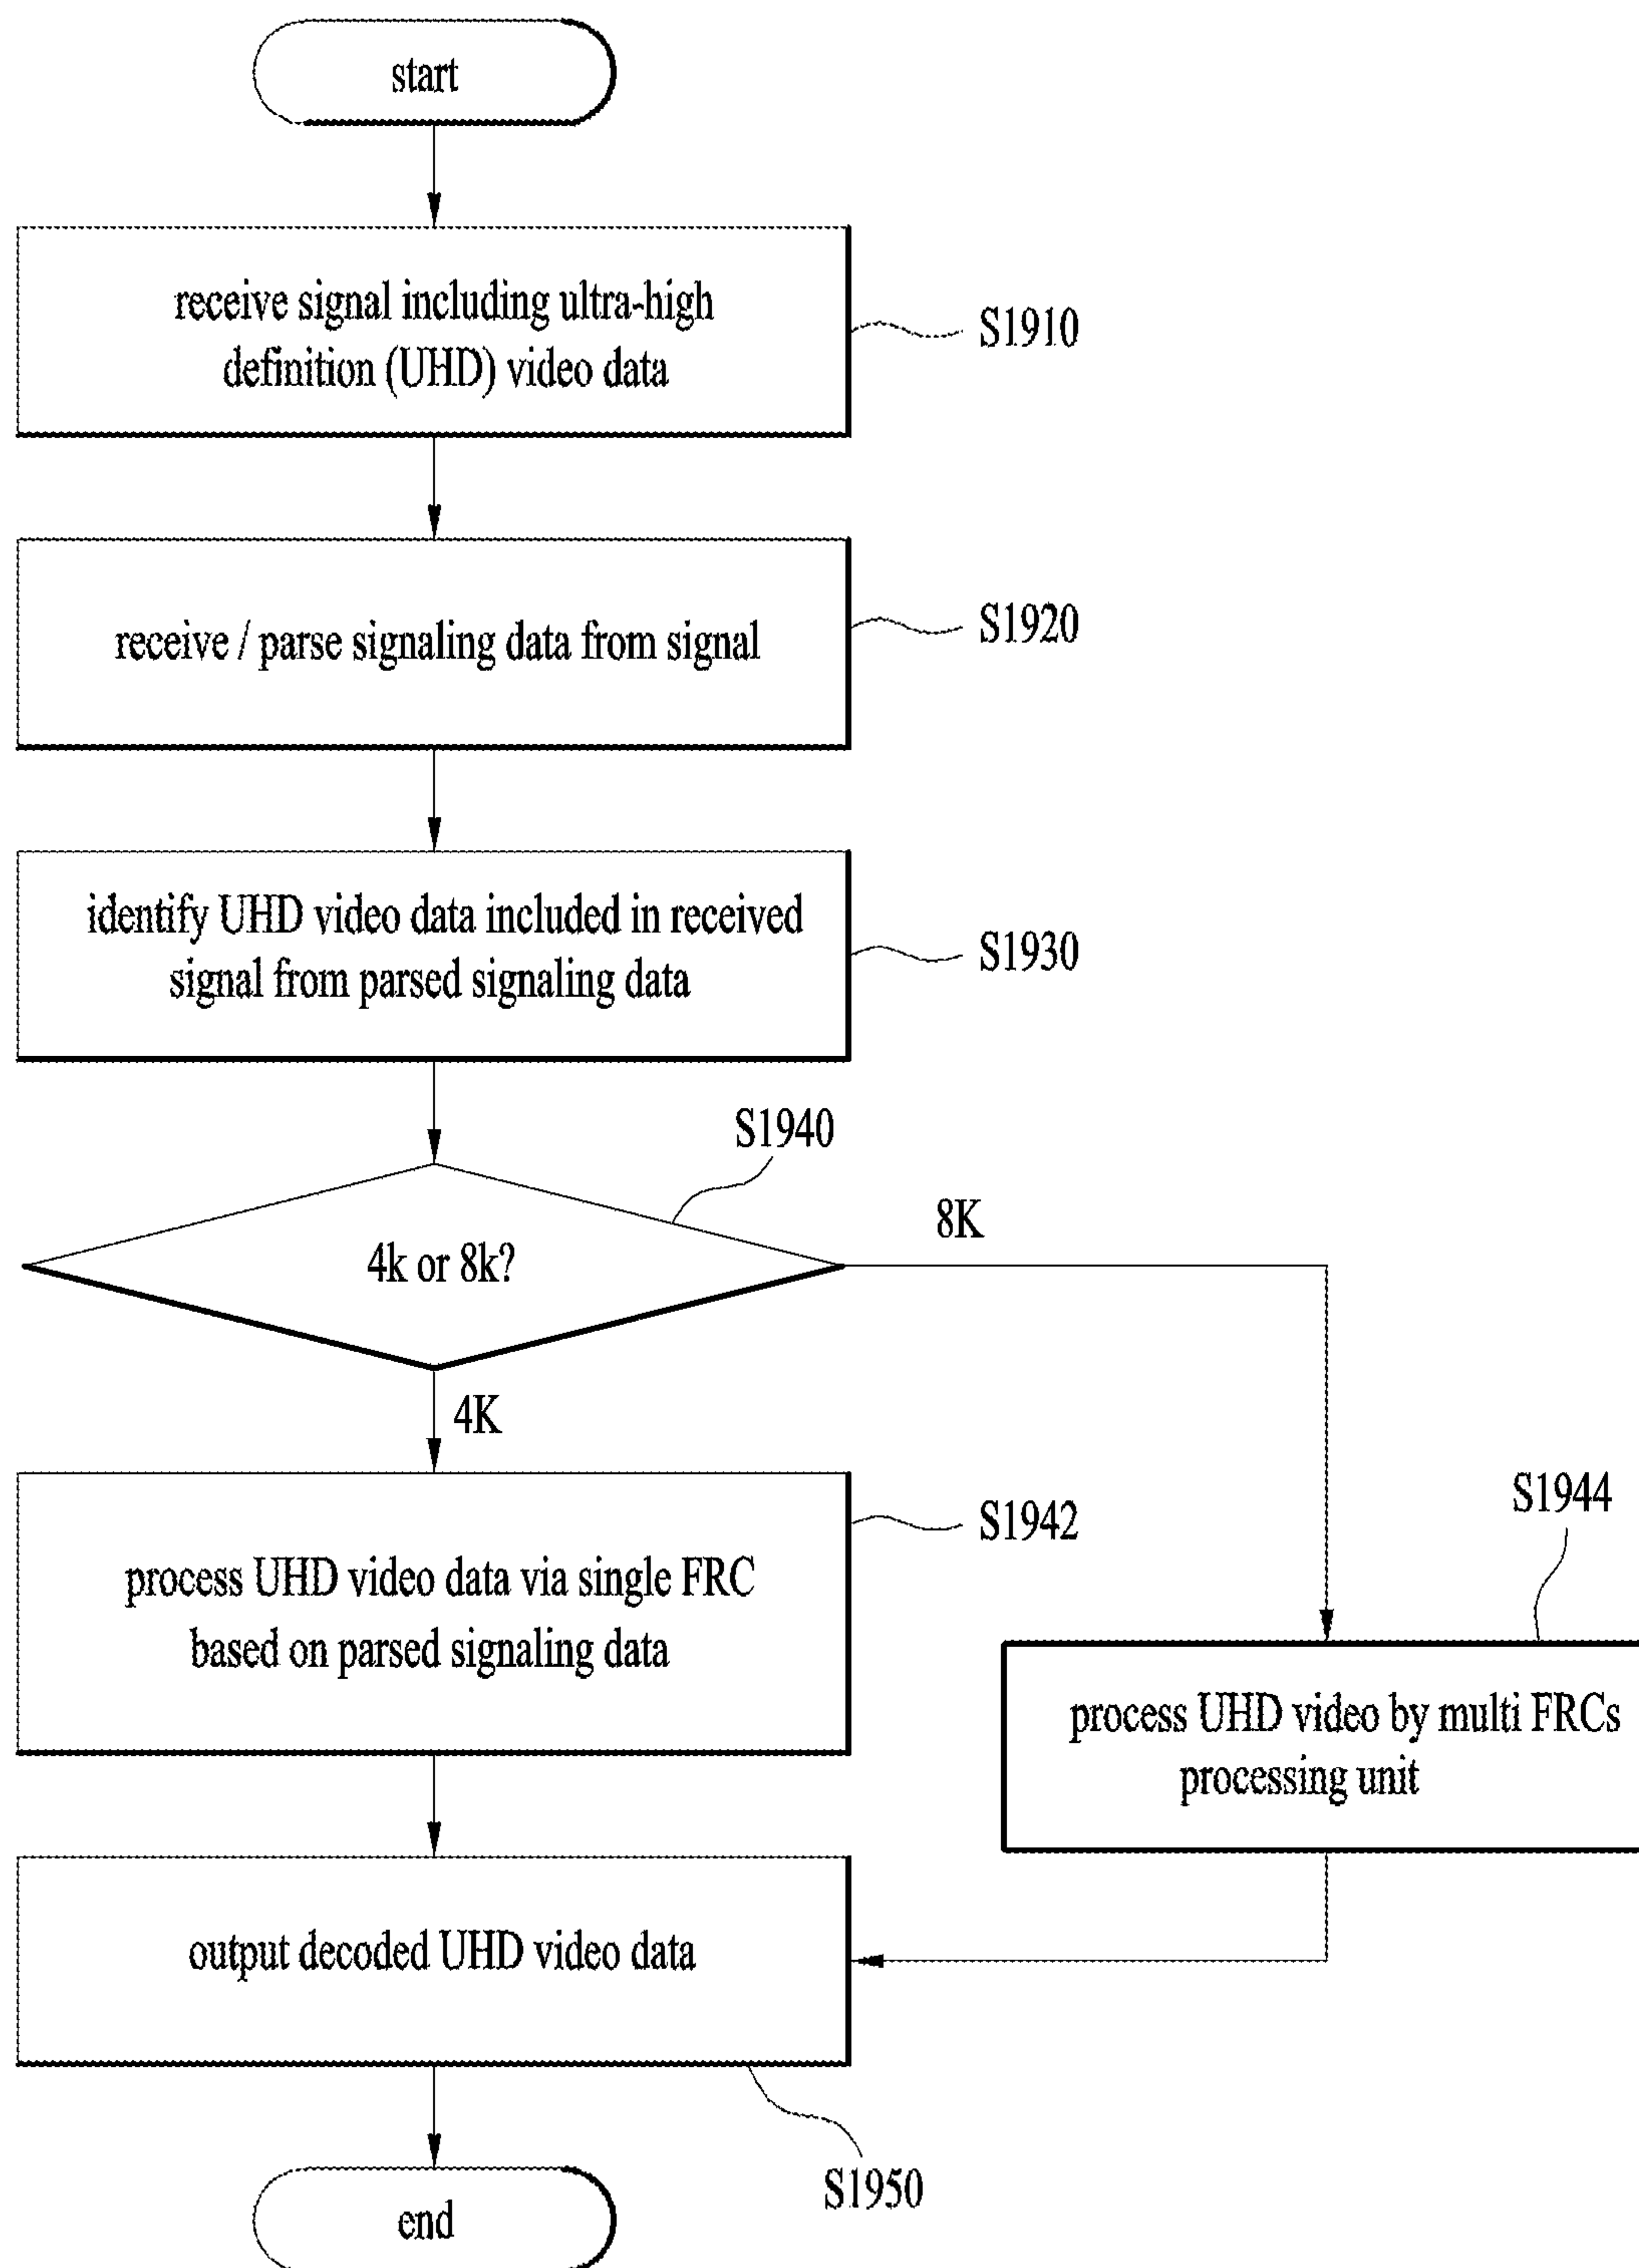 start
receive signal including ultra-high
definition (UHD) video data
S1910
receive / parse signaling data from signal
S1920
identify UHD video data included in received
signal from parsed signaling data
S1930
S1940
4k or 8k?
8K
4K
process UHD video data via single FRC
based on parsed signaling data
S1942
S1944
process UHD video by multi FRCs
processing unit
output decoded UHD video data
S1950
end